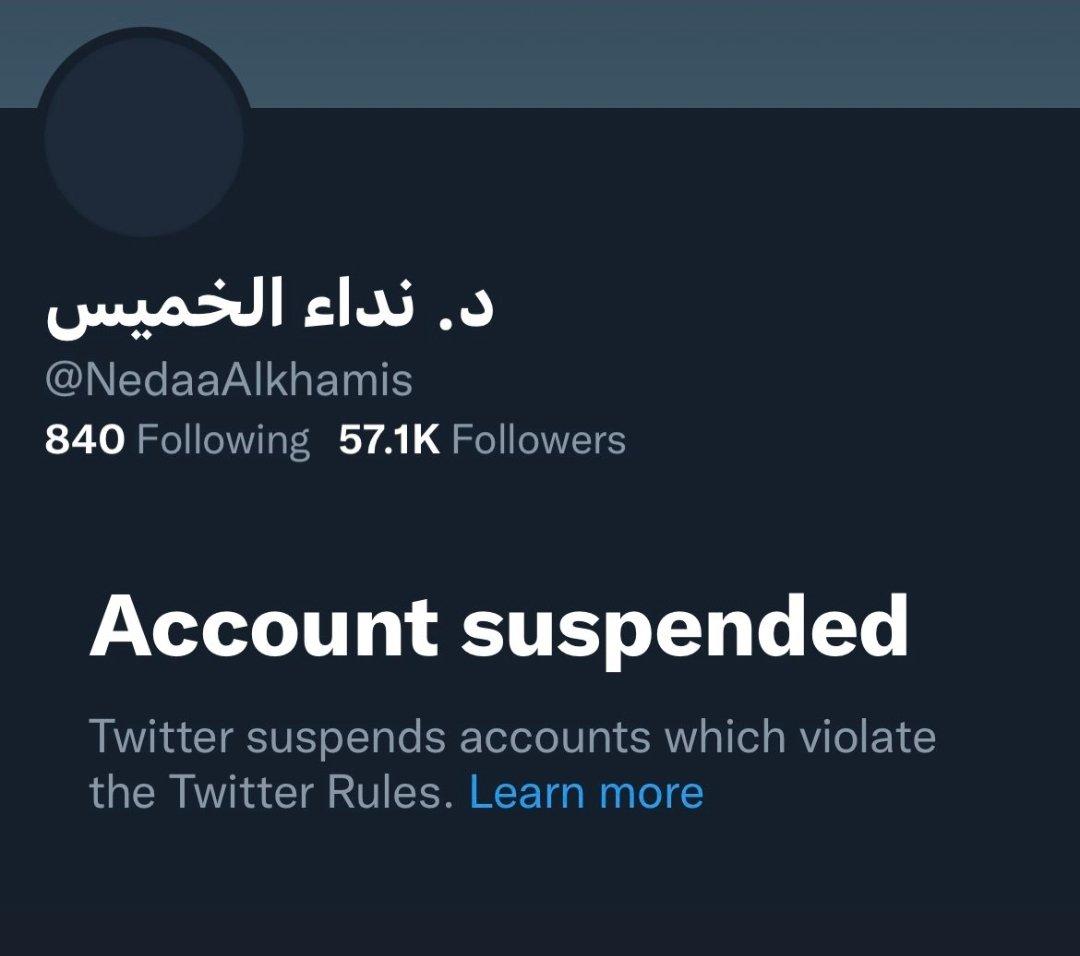 د. نداء الخميس
@NedaaAlkhamis
840 Following 57.1K Followers
Account suspended
Twitter suspends accounts which violate
the Twitter Rules. Learn more